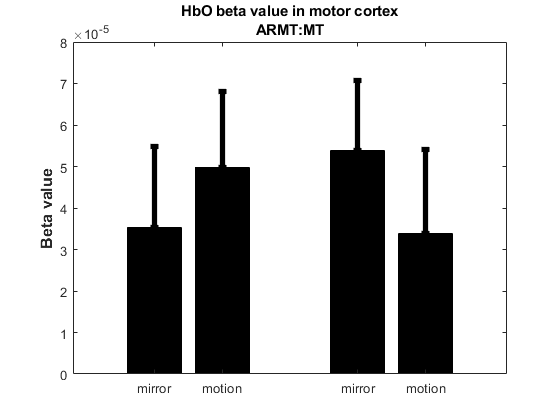 HbO beta value in motor cortex
ARMT:MT
×10-5
8
7
6
5
4
3
2
1
0
Beta value
mirror motion mirror motion